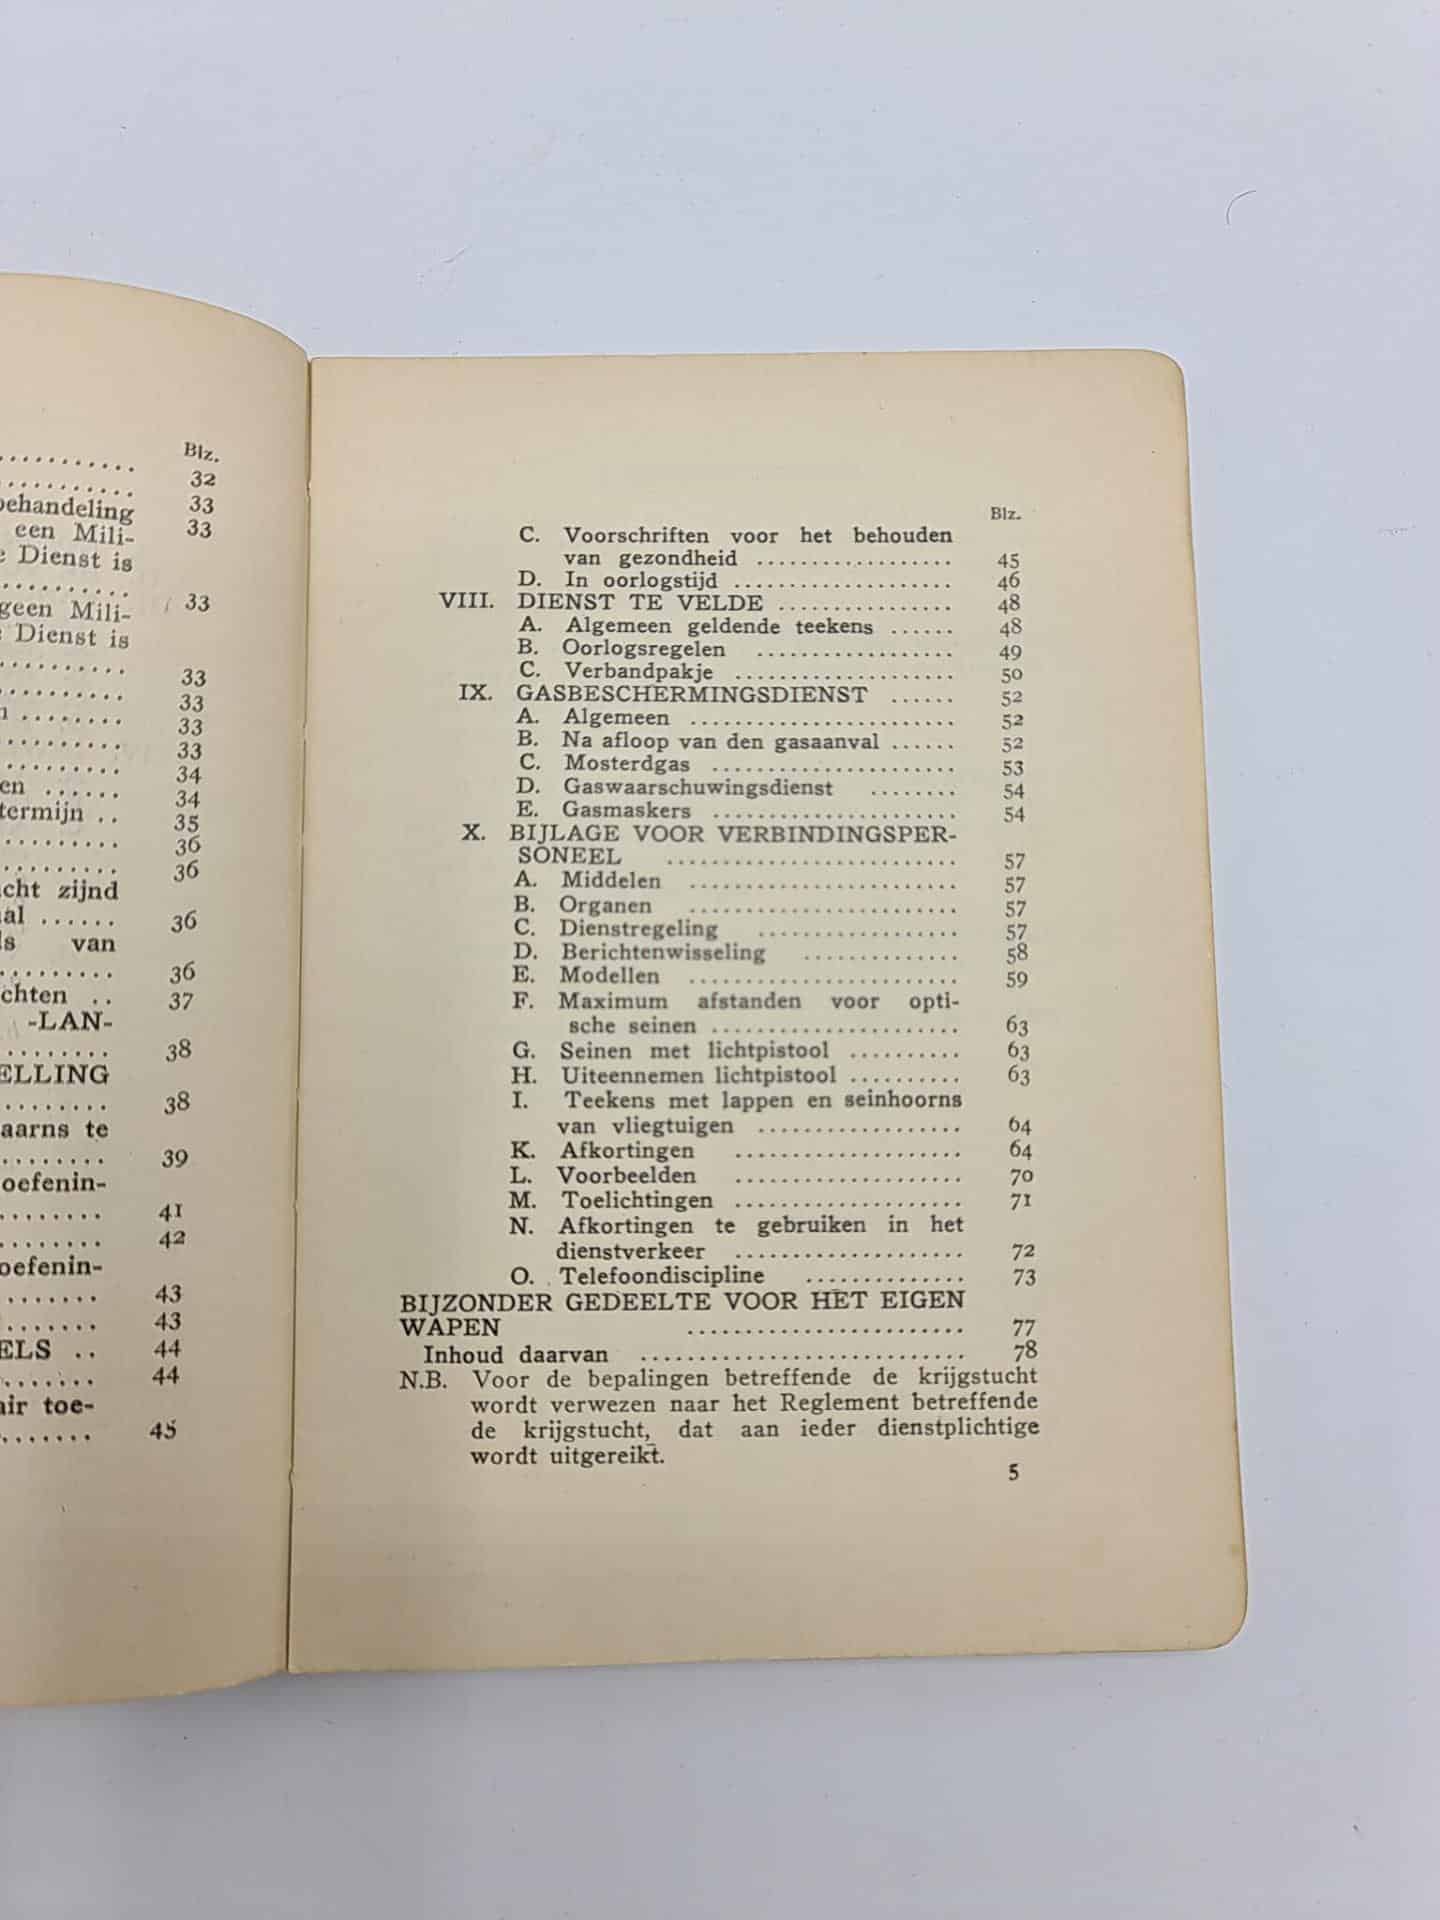 Blz.
32
33
behandeling 33
een Mili-
Dienst is
33
geen Mili-
Dienst is
33
33
33
33
34
en ...... 34
termijn .. 35
36
36
cht zijnd
al ...... 36
van
36
chten .. 37
-LAN-
38
ELLING
38
aarns te
39
oefenin-
41
42
oefenin-
43
43
ELS .. 44
44
air toe-
45
Blz.
C. Voorschriften voor het behouden
van gezondheid .................. 45
D. In oorlogstijd .................... 46
VIII. DIENST TE VELDE ................ 48
A. Algemeen geldende teekens ...... 48
B. Oorlogsregelen .................. 49
C. Verbandpakje .................... 50
IX. GASBESCHERMINGSDIENST ...... 52
A. Algemeen ........................ 52
B. Na afloop van den gasaanval ...... 52
C. Mosterdgas ...................... 53
D. Gaswaarschuwingsdienst ........ 54
E. Gasmaskers ...................... 54
X. BIJLAGE VOOR VERBINDINGSPER-
SONEEL .......................... 57
A. Middelen ........................ 57
B. Organen ........................ 57
C. Dienstregeling .................. 57
D. Berichtenwisseling .............. 58
E. Modellen ........................ 59
F. Maximum afstanden voor opti-
sche seinen ....................... 63
G. Seinen met lichtpistool .......... 63
H. Uiteennemen lichtpistool .......... 63
I. Teekens met lappen en seinhoorns
van vliegtuigen .................. 64
K. Afkortingen .................... 64
L. Voorbeelden .................... 70
M. Toelichtingen .................... 71
N. Afkortingen te gebruiken in het
dienstverkeer .................... 72
O. Telefoondiscipline .............. 73
BIJZONDER GEDEELTE VOOR HET EIGEN
WAPEN ......................... 77
Inhoud daarvan ............................. 78
N.B. Voor de bepalingen betreffende de krijgstucht
wordt verwezen naar het Reglement betreffende
de krijgstucht, dat aan ieder dienstplichtige
wordt uitgereikt.
5